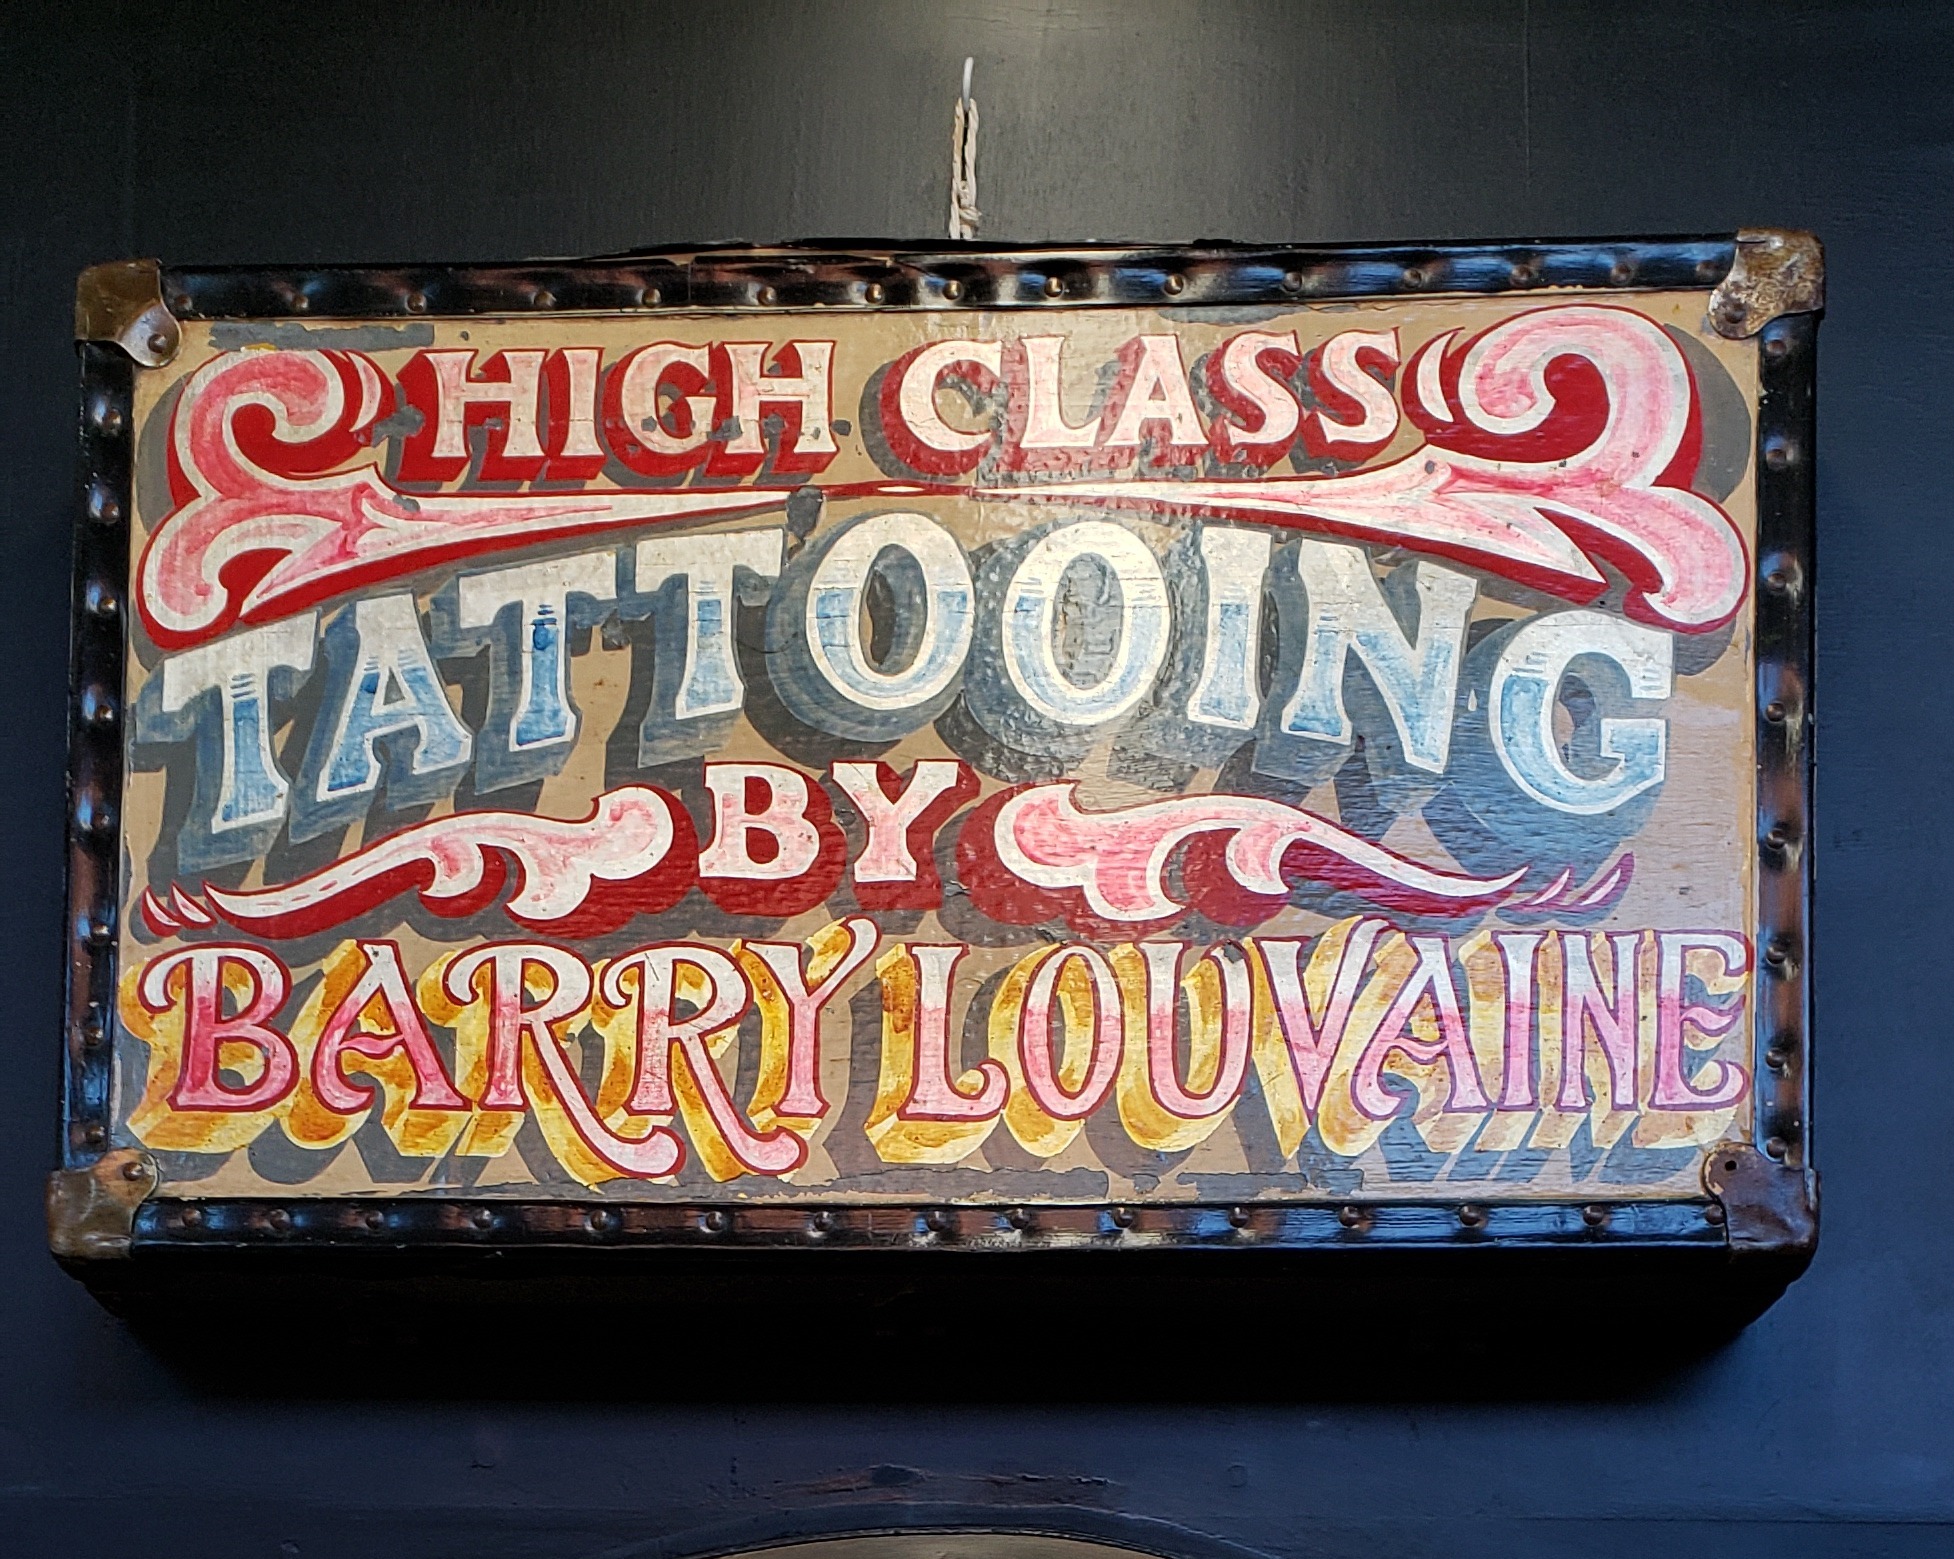 HIGH CLASS
TATTOOING
BY
BARRY LOUVAINE